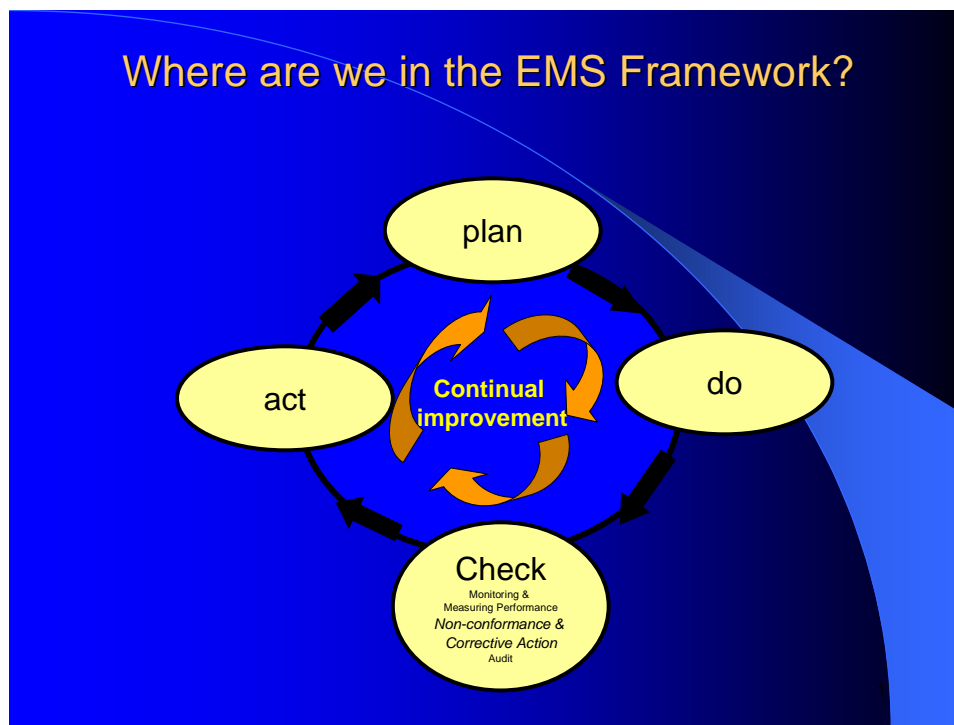 Where are we in the EMS Framework?
plan
act
do
Continual
improvement
Check
Monitoring &
Measuring Performance
Non-conformance &
Corrective Action
Audit